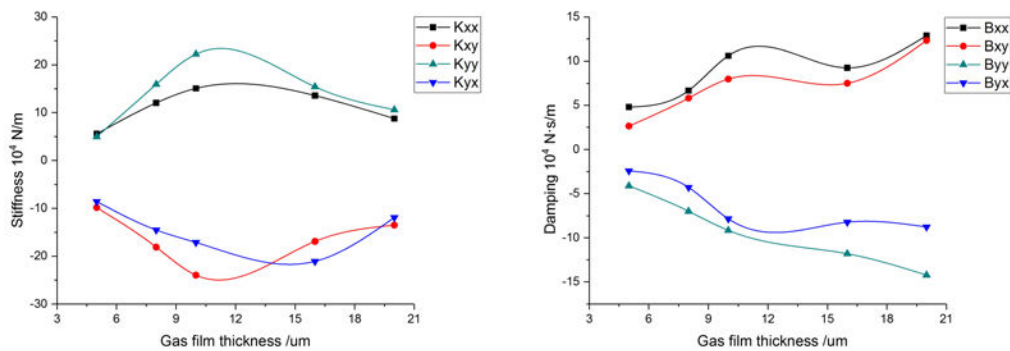 30
20
10
0
-10
-20
-30
3
6
9
12
15
18
21
Stiffness 10⁴ N/m
Gas film thickness /um
Kxx
Kxy
Kyy
Kyx
15
10
5
0
-5
-10
-15
3
6
9
12
15
18
21
Damping 10⁴ N·s/m
Gas film thickness /um
Bxx
Bxy
Byy
Byx